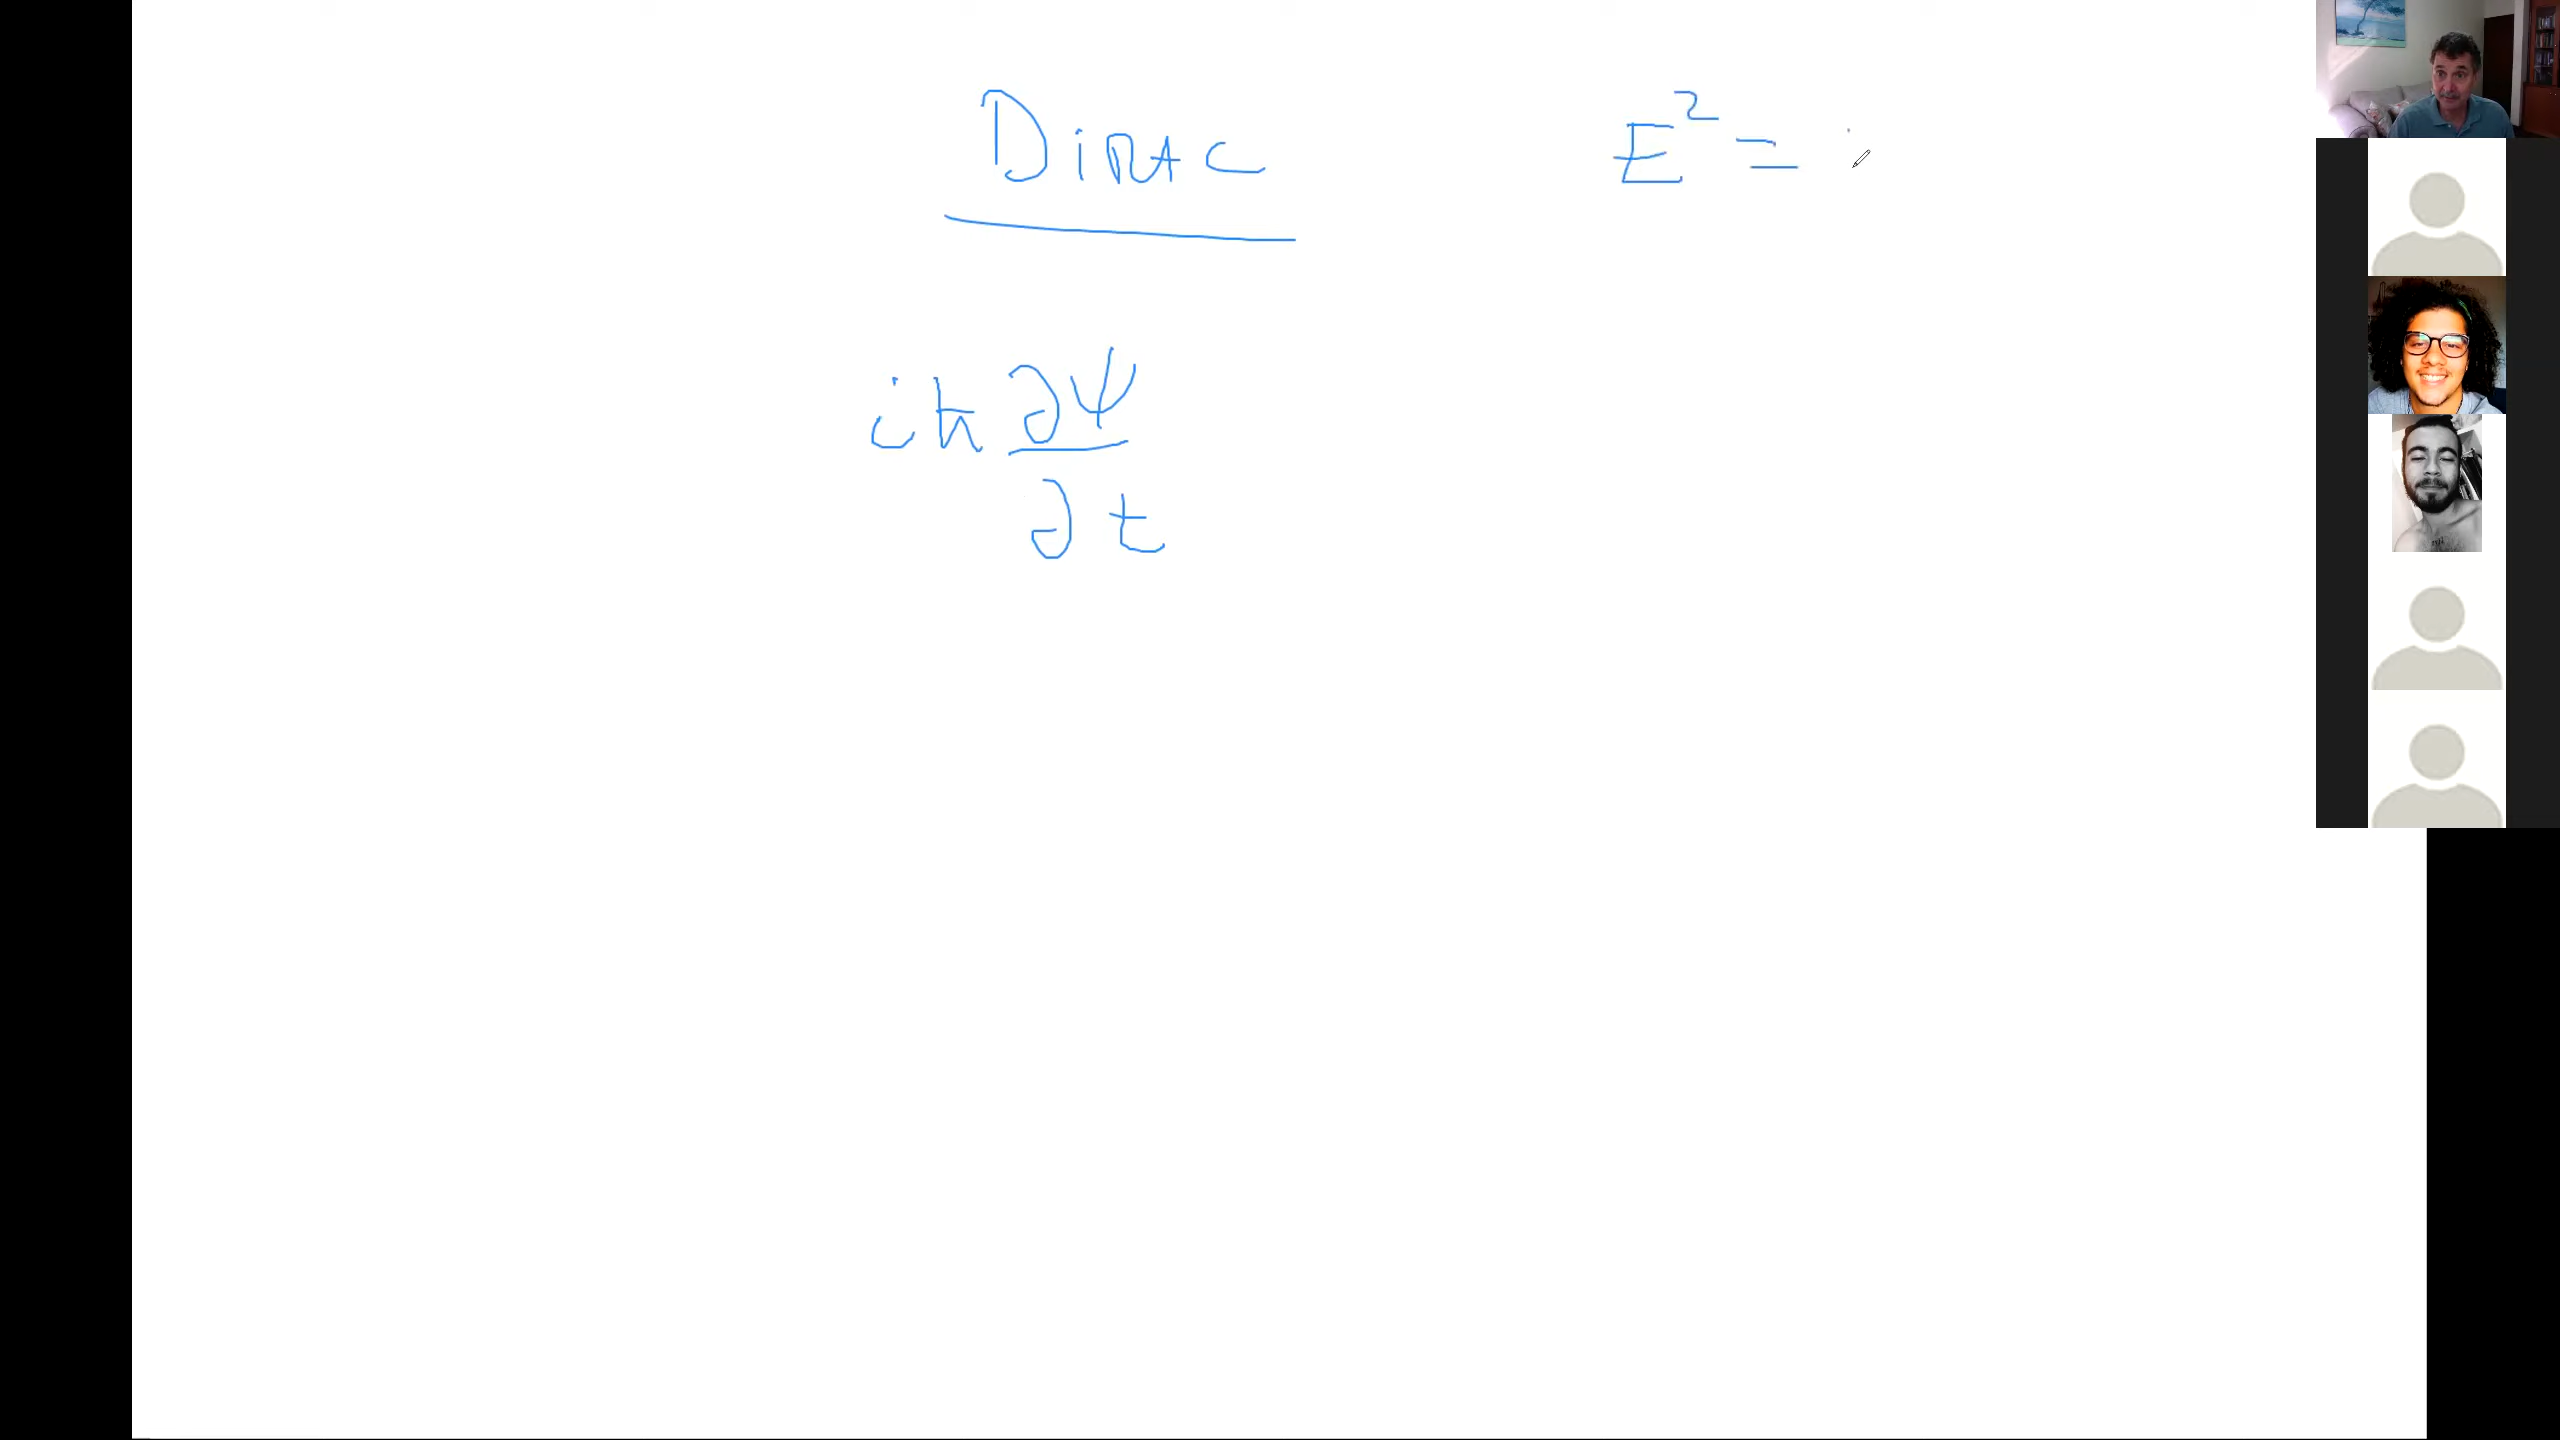 DiRAC
E² =
iħ ∂ψ
∂t